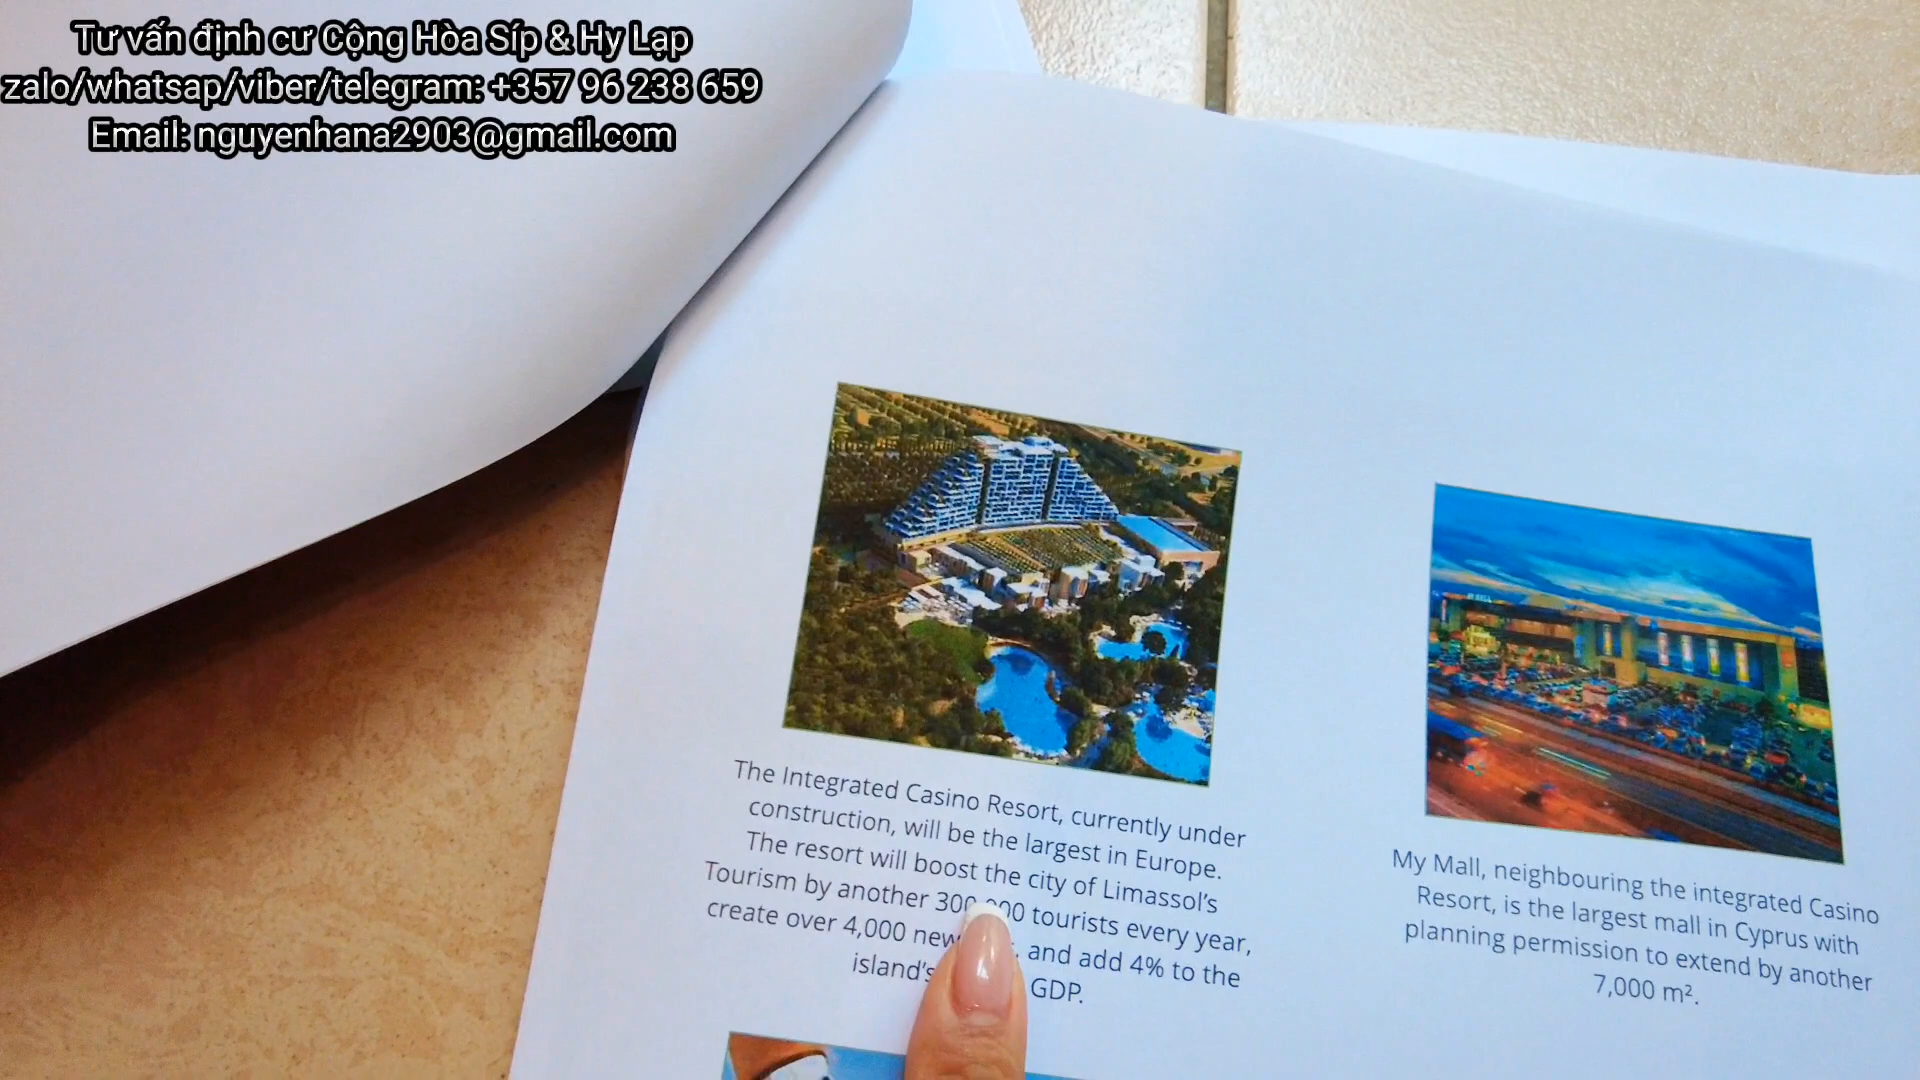 Tư vấn định cư Cộng Hòa Síp & Hy Lạp
zalo/whatsap/viber/telegram: +357 96 238 659
Email: nguyenhana2903@gmail.com
The Integrated Casino Resort, currently under
construction, will be the largest in Europe.
The resort will boost the city of Limassol's
Tourism by another 300,000 tourists every year,
create over 4,000 new and add 4% to the
island's GDP.
My Mall, neighbouring the integrated Casino
Resort, is the largest mall in Cyprus with
planning permission to extend by another
7,000 m².